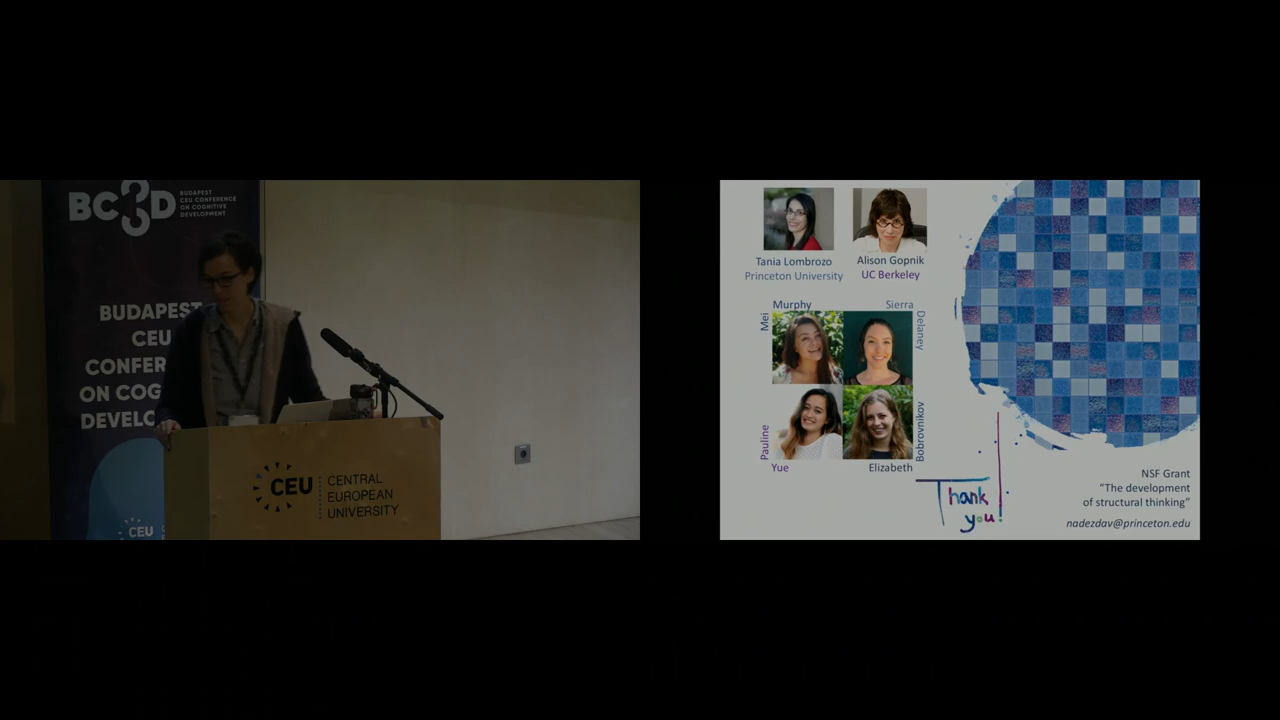 BC3D
BUDAPEST
CEU CONFERENCE
ON COGNITIVE
DEVELOPMENT
BUDAPEST
CEU
CONFER
ON COG
DEVELO
CEU
CEU
CENTRAL
EUROPEAN
UNIVERSITY
Tania Lombrozo
Princeton University
Alison Gopnik
UC Berkeley
Mei
Murphy
Sierra
Delaney
Pauline
Yue
Elizabeth
Bobrovnikov
Thank
you!
NSF Grant
“The development
of structural thinking”
nadezdav@princeton.edu